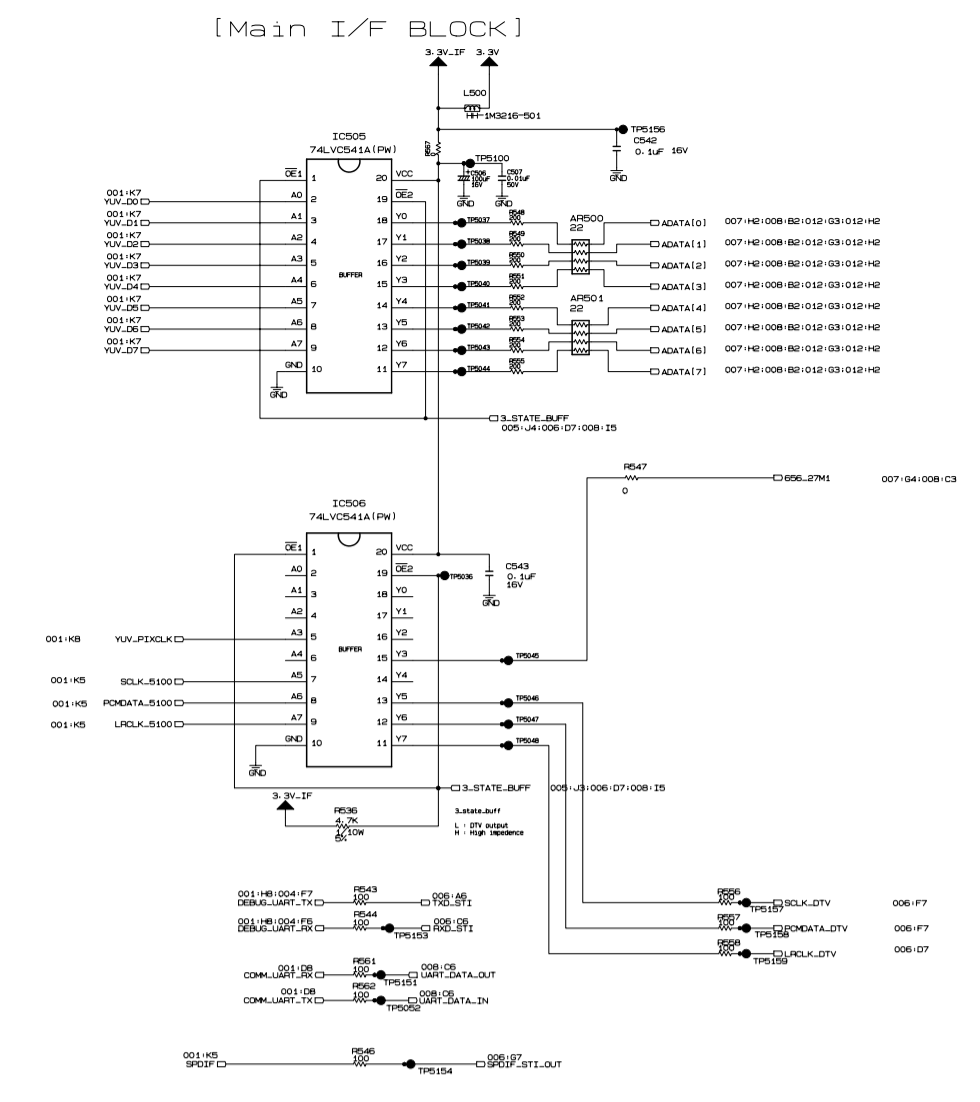 [Main I/F BLOCK]
3.3V_IF 3.3V
L500
HH-1M3216-501
R567
0
TP5156
C542
0.1uF 16V
GND
TP5100
C506
100uF
16V
GND
C507
0.01uF
50V
GND
IC505
74LVC541A(PW)
BUFFER
OE1 1 20 VCC
A0 2 19 OE2
A1 3 18 Y0
A2 4 17 Y1
A3 5 16 Y2
A4 6 15 Y3
A5 7 14 Y4
A6 8 13 Y5
A7 9 12 Y6
GND 10 11 Y7
GND
001:K7
YUV_D0
001:K7
YUV_D1
001:K7
YUV_D2
001:K7
YUV_D3
001:K7
YUV_D4
001:K7
YUV_D5
001:K7
YUV_D6
001:K7
YUV_D7
TP5037 R548 200
TP5038 R549 200
TP5039 R550 200
TP5040 R551 200
TP5041 R552 200
TP5042 R553 200
TP5043 R554 200
TP5044 R555 200
AR500
22
AR501
22
ADATA[0] 007:H2;008:B2;012:G3;012:H2
ADATA[1] 007:H2;008:B2;012:G3;012:H2
ADATA[2] 007:H2;008:B2;012:G3;012:H2
ADATA[3] 007:H2;008:B2;012:G3;012:H2
ADATA[4] 007:H2;008:B2;012:G3;012:H2
ADATA[5] 007:H2;008:B2;012:G3;012:H2
ADATA[6] 007:H2;008:B2;012:G3;012:H2
ADATA[7] 007:H2;008:B2;012:G3;012:H2
3_STATE_BUFF
005:J4;006:D7;008:I5
R547
0
656_27M1 007:G4;008:C3
IC506
74LVC541A(PW)
BUFFER
OE1 1 20 VCC
A0 2 19 OE2
A1 3 18 Y0
A2 4 17 Y1
A3 5 16 Y2
A4 6 15 Y3
A5 7 14 Y4
A6 8 13 Y5
A7 9 12 Y6
GND 10 11 Y7
GND
TP5036
C543
0.1uF
16V
GND
001:K8 YUV_PIXCLK
001:K5 SCLK_5100
001:K5 PCMDATA_5100
001:K5 LRCLK_5100
TP5045
TP5046
TP5047
TP5048
3_STATE_BUFF 005:J3;006:D7;008:I5
3.3V_IF
R536
4.7K
1/10W
5%
3_state_buff
L : DTV output
H : High impedence
001:H8;004:F7
DEBUG_UART_TX
R543
100
006:A6
TXD_STI
001:H8;004:F6
DEBUG_UART_RX
R544
100
TP5153
006:C6
RXD_STI
001:D8
COMM_UART_RX
R561
100
TP5151
008:C6
UART_DATA_OUT
001:D8
COMM_UART_TX
R562
100
TP5052
008:C6
UART_DATA_IN
R556
100
TP5157
SCLK_DTV 006:F7
R557
100
TP5158
PCMDATA_DTV 006:F7
R558
100
TP5159
LRCLK_DTV 006:D7
001:K5
SPDIF
R546
100
TP5154
006:G7
SPDIF_STI_OUT